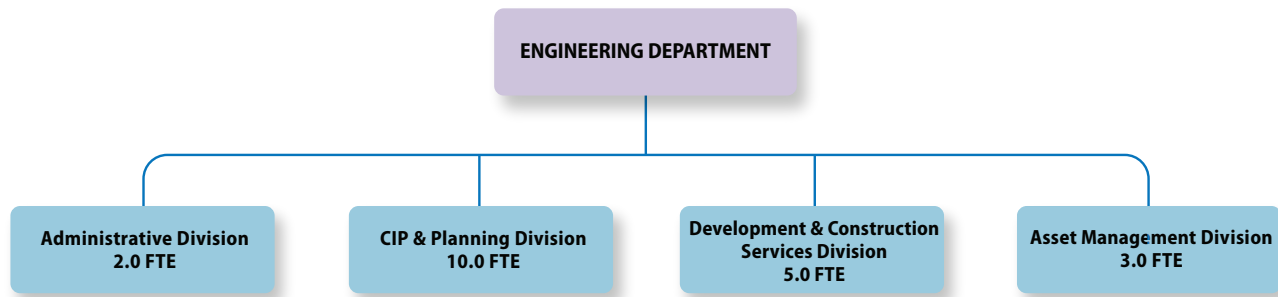 ENGINEERING DEPARTMENT
Administrative Division
2.0 FTE
CIP & Planning Division
10.0 FTE
Development & Construction
Services Division
5.0 FTE
Asset Management Division
3.0 FTE